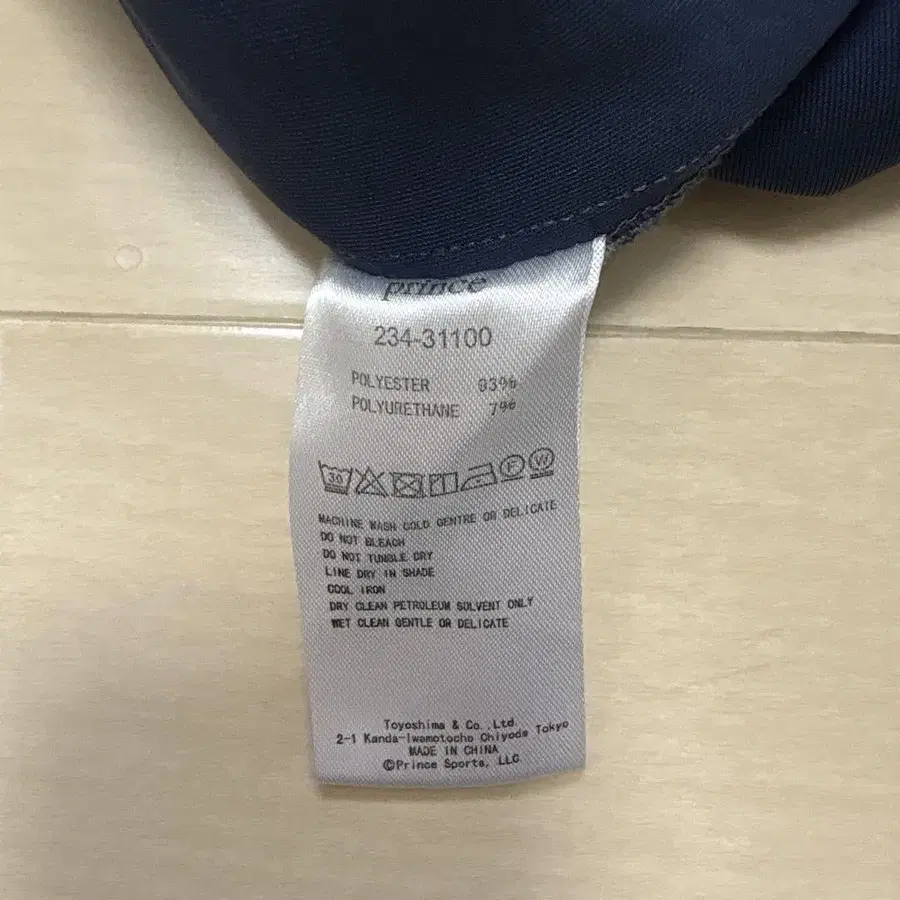 prince
234-31100
POLYESTER 93%
POLYURETHANE 7%
30 F W
MACHINE WASH COLD GENTRE OR DELICATE
DO NOT BLEACH
DO NOT TUMBLE DRY
LINE DRY IN SHADE
COOL IRON
DRY CLEAN PETROLEUM SOLVENT ONLY
WET CLEAN GENTLE OR DELICATE
Toyoshima & Co.,Ltd.
2-1 Kanda-Iwamotocho Chiyoda Tokyo
MADE IN CHINA
©Prince Sports, LLC